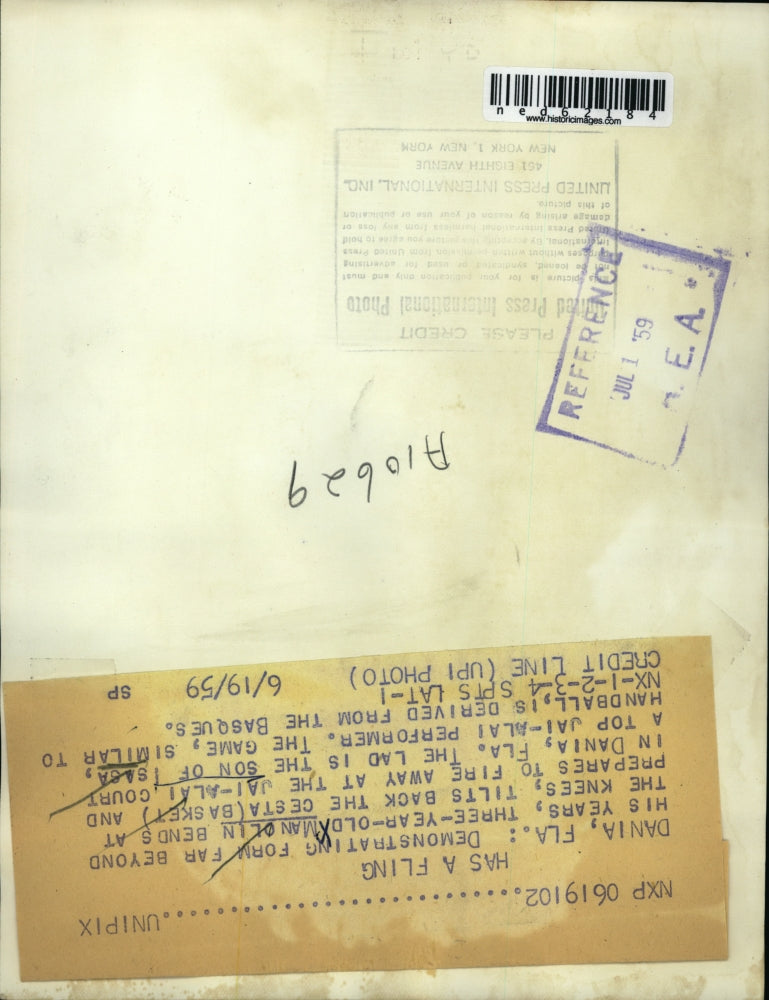 ned62184
www.historicimages.com
NEW YORK 1, NEW YORK
461 EIGHTH AVENUE
UNITED PRESS INTERNATIONAL, INC.
of this picture.
damage arising by reason of your use or publication
United Press International harmless from any loss or
International. By accepting this picture you agree to hold
purposes without written permission from United Press
be loaned, syndicated or used for advertising
picture is for your publication only and must
United Press International Photo
PLEASE CREDIT
REFERENCE
JUL 1 '59
E. A.
A10629
NXP 0619102....................UNIPIX
HAS A FLING
DANIA, FLA.: DEMONSTRATING FORM FAR BEYOND
HIS YEARS, THREE-YEAR-OLD MANOLIN BENDS AT
THE KNEES, TILTS BACK THE CESTA(BASKET) AND
PREPARES TO FIRE AWAY AT THE JAI-ALAI COURT
IN DANIA, FLA. THE LAD IS THE SON OF ISASA,
A TOP JAI-ALAI PERFORMER. THE GAME, SIMILAR TO
HANDBALL, IS DERIVED FROM THE BASQUES.
NX-1-2-3-4 SPTS LAT-1
CREDIT LINE (UPI PHOTO) 6/19/59 SP